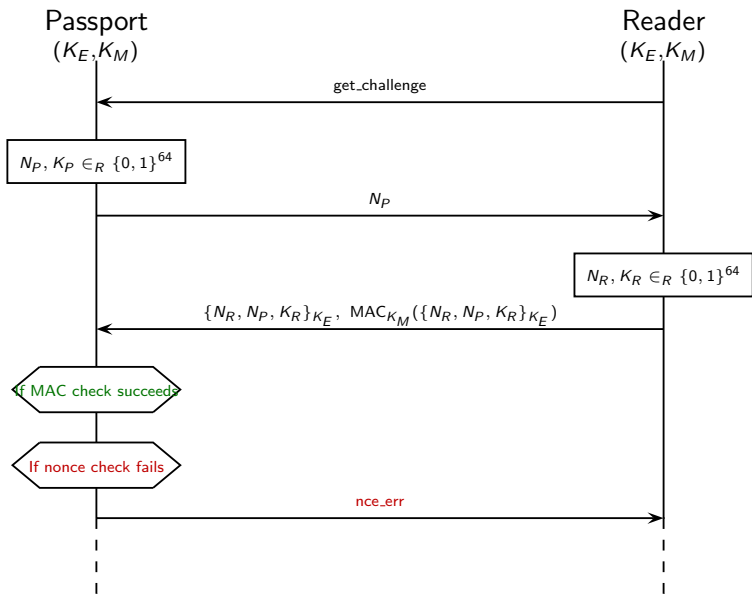 Passport
Reader
(K_E,K_M)
(K_E,K_M)
get_challenge
N_P, K_P ∈_R {0, 1}^64
N_P
N_R, K_R ∈_R {0, 1}^64
{N_R, N_P, K_R}_{K_E}, MAC_{K_M}({N_R, N_P, K_R}_{K_E})
If MAC check succeeds
If nonce check fails
nce_err